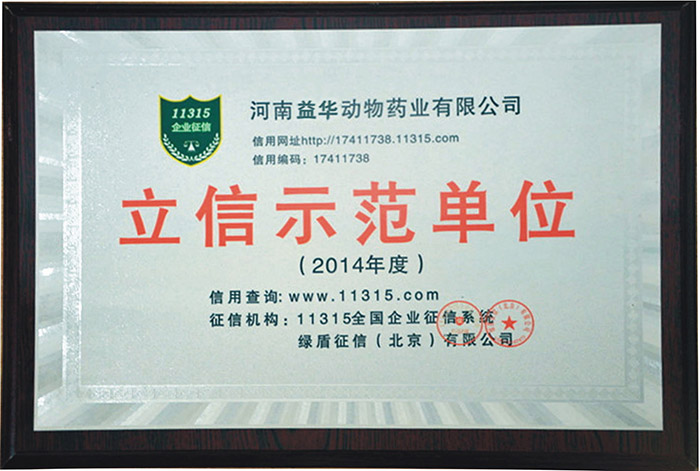 11315
企业征信
河南益华动物药业有限公司
信用网址http://17411738.11315.com
信用编码：17411738
立信示范单位
（2014年度）
信用查询：www.11315.com
征信机构：11315全国企业征信系统
绿盾征信（北京）有限公司